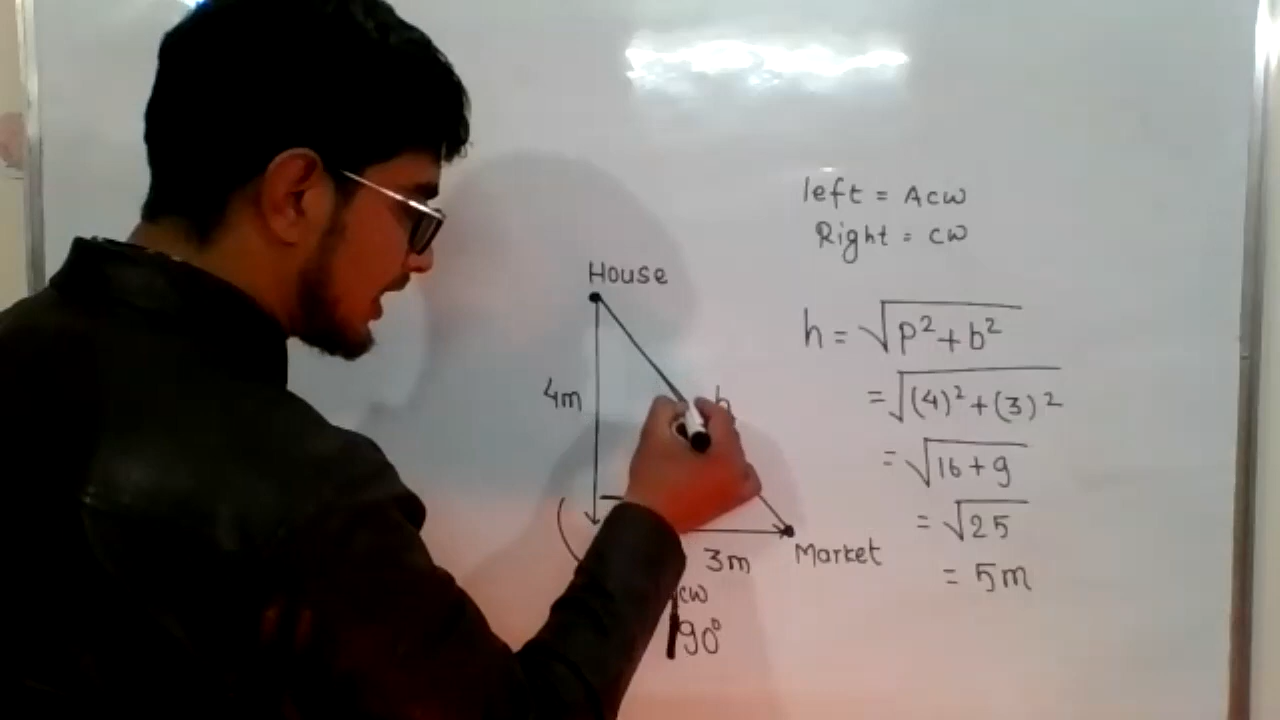 left = ACW
Right = CW
House
4m
h
3m
Market
CW
90°
h = √p²+b²
= √(4)²+(3)²
= √16+9
= √25
= 5m